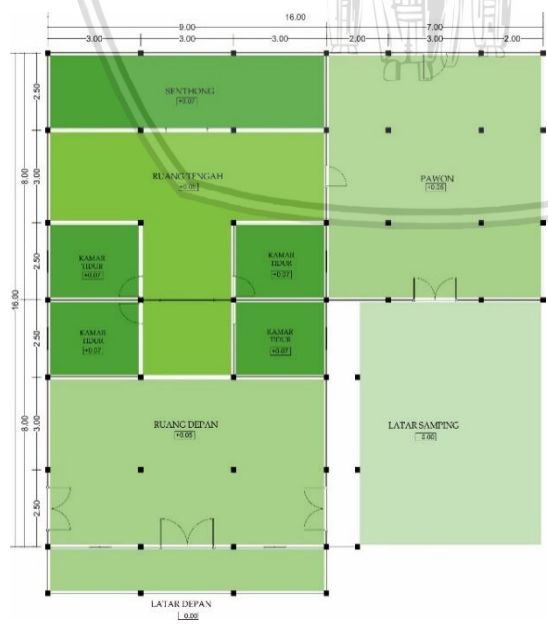 16.00
9.00
7.00
3.00
3.00
3.00
2.00
3.00
2.00
2.50
SENTHONG
+0.07
8.00
3.00
RUANG TENGAH
PAWON
2.50
KAMAR
TIDUR
+0.07
KAMAR
TIDUR
+0.07
16.00
2.50
KAMAR
TIDUR
+0.07
KAMAR
TIDUR
+0.07
8.00
3.00
RUANG DEPAN
+0.05
LATAR SAMPING
0.00
2.50
LATAR DEPAN
0.00